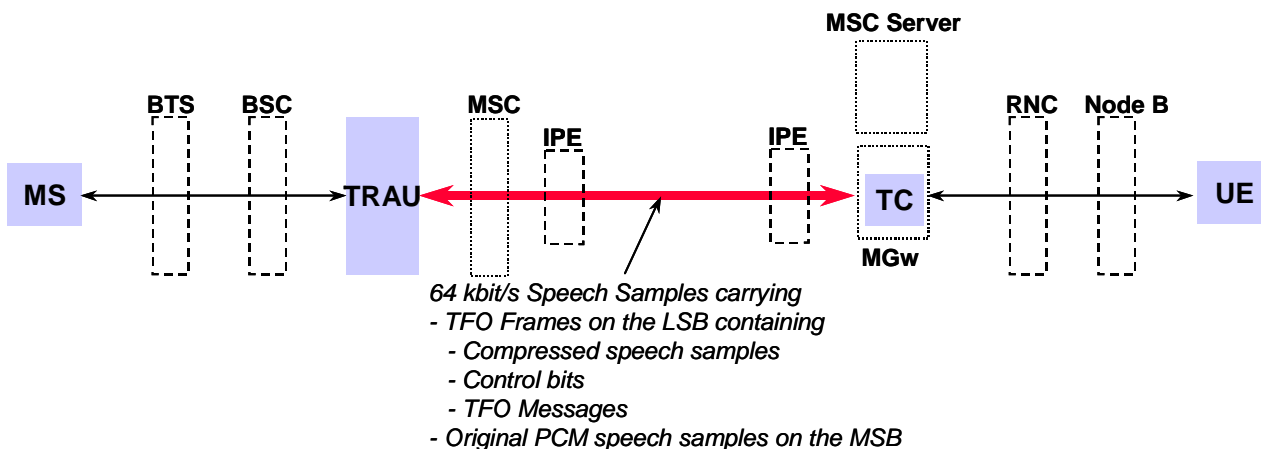 MSC Server
BTS
BSC
MSC
IPE
IPE
RNC
Node B
MS
TRAU
TC
UE
MGw
64 kbit/s Speech Samples carrying
- TFO Frames on the LSB containing
- Compressed speech samples
- Control bits
- TFO Messages
- Original PCM speech samples on the MSB